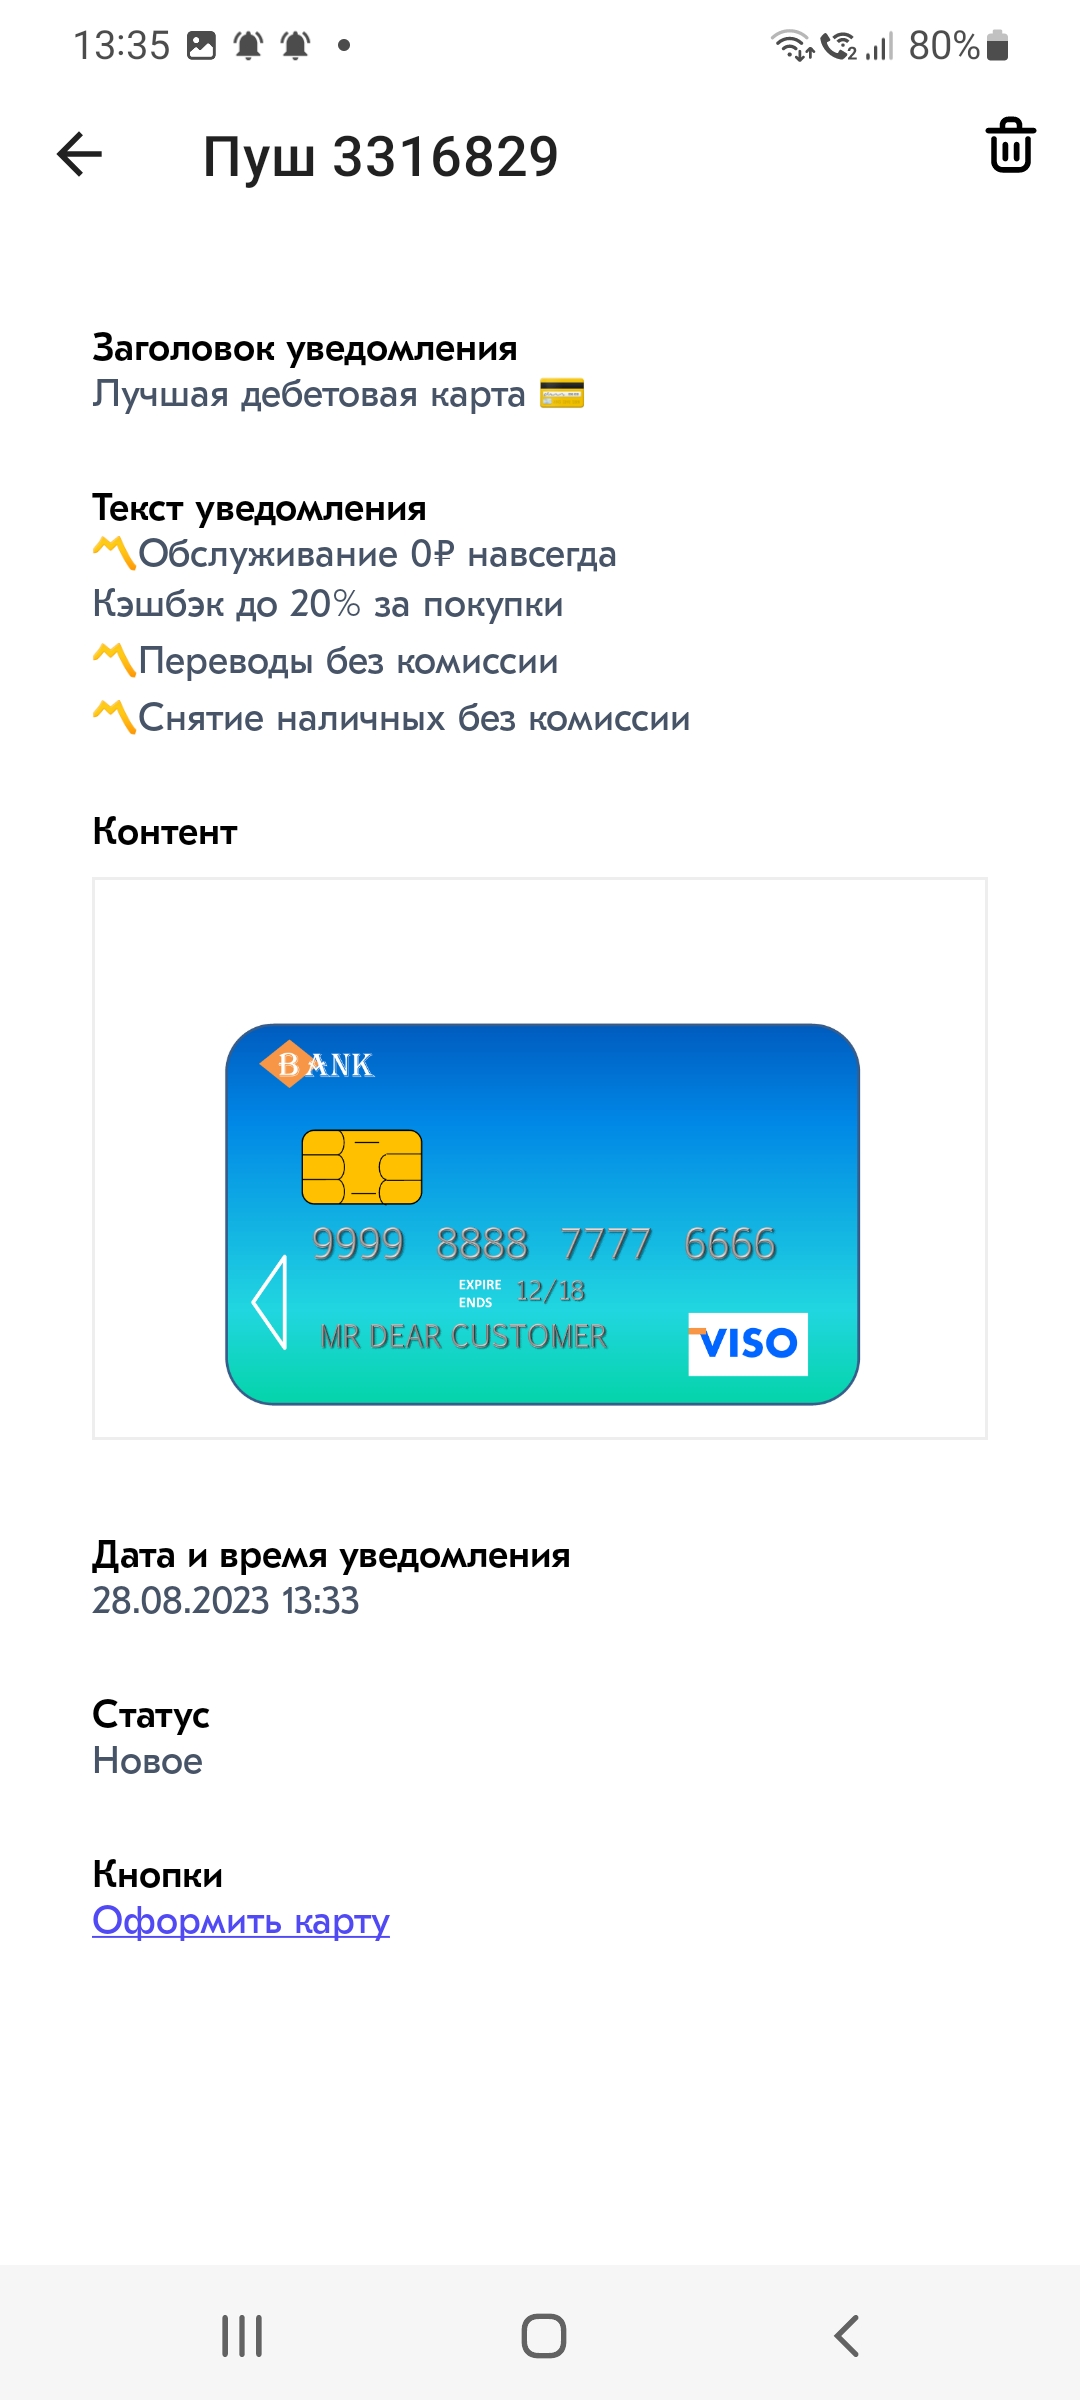 13:35 80%
Пуш 3316829
Заголовок уведомления
Лучшая дебетовая карта 💳
Текст уведомления
〽️Обслуживание 0₽ навсегда
Кэшбэк до 20% за покупки
〽️Переводы без комиссии
〽️Снятие наличных без комиссии
Контент
BANK
9999 8888 7777 6666
EXPIRE ENDS 12/18
MR DEAR CUSTOMER
VISO
Дата и время уведомления
28.08.2023 13:33
Статус
Новое
Кнопки
Оформить карту